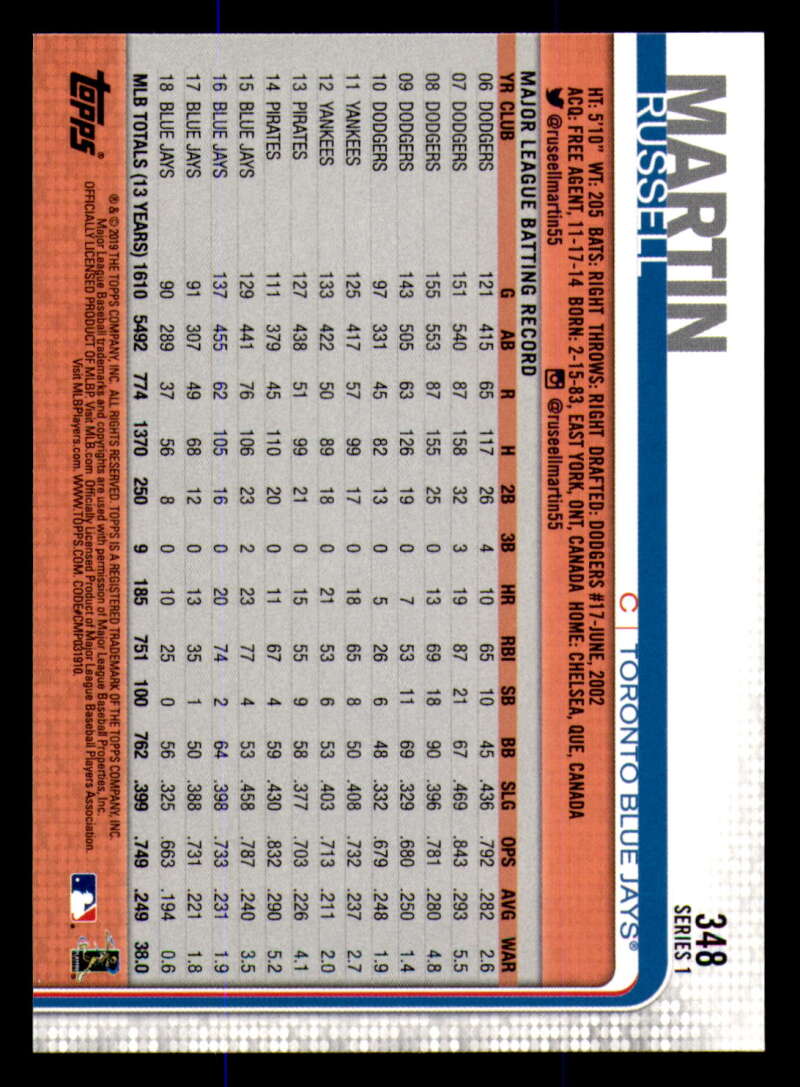 348
SERIES 1
MARTIN
RUSSELL
C | TORONTO BLUE JAYS®
HT: 5'10" WT: 205 BATS: RIGHT THROWS: RIGHT DRAFTED: DODGERS #17-JUNE, 2002
ACQ: FREE AGENT, 11-17-14 BORN: 2-15-83, EAST YORK, ONT, CANADA HOME: CHELSEA, QUE, CANADA
@russellmartin55 @russellmartin55
MAJOR LEAGUE BATTING RECORD
YR CLUB G AB R H 2B 3B HR RBI SB BB SLG OPS AVG WAR
06 DODGERS 121 415 65 117 26 4 10 65 10 45 .436 .792 .282 2.6
07 DODGERS 151 540 87 158 32 3 19 87 21 67 .469 .843 .293 5.5
08 DODGERS 155 553 87 155 25 0 13 69 18 90 .396 .781 .280 4.8
09 DODGERS 143 505 63 126 19 0 7 53 11 69 .329 .680 .250 1.4
10 DODGERS 97 331 45 82 13 0 5 26 6 48 .332 .679 .248 1.9
11 YANKEES 125 417 57 99 17 0 18 65 8 50 .408 .732 .237 2.7
12 YANKEES 133 422 50 89 18 0 21 53 6 53 .403 .713 .211 2.0
13 PIRATES 127 438 51 99 21 0 15 55 9 58 .377 .703 .226 4.1
14 PIRATES 111 379 45 110 20 0 11 67 4 59 .430 .832 .290 5.2
15 BLUE JAYS 129 441 76 106 23 2 23 77 4 53 .458 .787 .240 3.5
16 BLUE JAYS 137 455 62 105 16 0 20 74 2 64 .398 .733 .231 1.9
17 BLUE JAYS 91 307 49 68 12 0 13 35 1 50 .388 .731 .221 1.8
18 BLUE JAYS 90 289 37 56 8 0 10 25 0 56 .325 .663 .194 0.6
MLB TOTALS (13 YEARS) 1610 5492 774 1370 250 9 185 751 100 762 .399 .749 .249 38.0
topps®
® & © 2019 THE TOPPS COMPANY, INC. ALL RIGHTS RESERVED. TOPPS IS A REGISTERED TRADEMARK OF THE TOPPS COMPANY, INC.
Major League Baseball trademarks and copyrights are used with permission of Major League Baseball Properties, Inc.
OFFICIALLY LICENSED PRODUCT OF MLBP. Visit MLB.com Officially Licensed Product of Major League Baseball Players Association.
Visit MLBPlayers.com. WWW.TOPPS.COM. CODE#CMP031910.